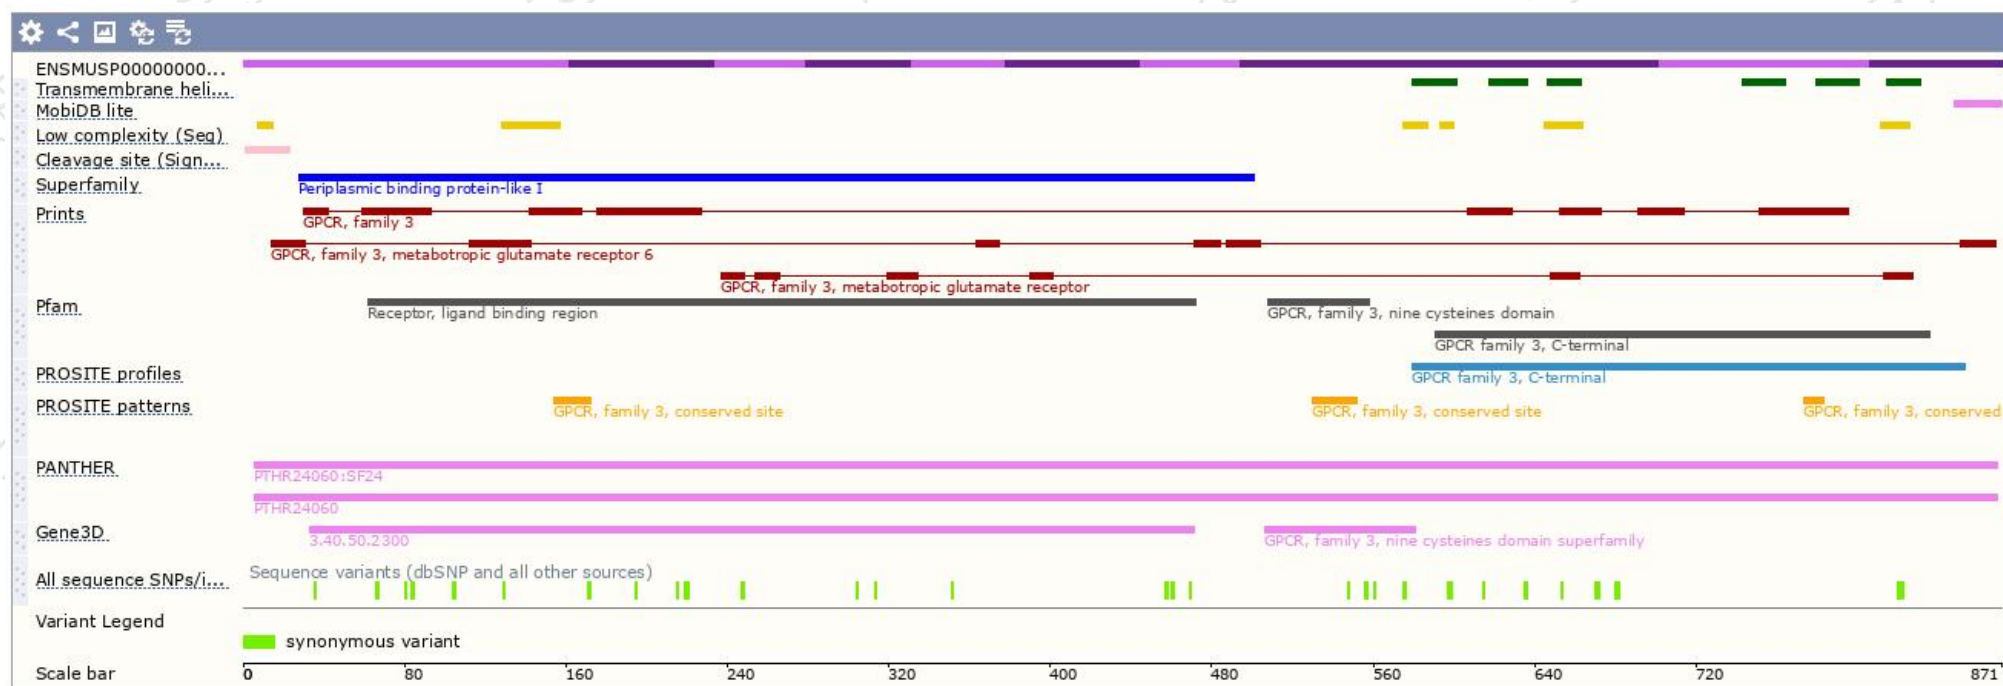 ENSMUSP00000000...
Transmembrane heli...
MobiDB lite
Low complexity (Seg)
Cleavage site (Sign...
Superfamily
Periplasmic binding protein-like I
Prints
GPCR, family 3
GPCR, family 3, metabotropic glutamate receptor 6
GPCR, family 3, metabotropic glutamate receptor
Pfam
Receptor, ligand binding region
GPCR, family 3, nine cysteines domain
GPCR family 3, C-terminal
PROSITE profiles
GPCR family 3, C-terminal
PROSITE patterns
GPCR, family 3, conserved site
GPCR, family 3, conserved site
GPCR, family 3, conserved
PANTHER
PTHR24060:SF24
PTHR24060
Gene3D
3.40.50.2300
GPCR, family 3, nine cysteines domain superfamily
All sequence SNPs/i...
Sequence variants (dbSNP and all other sources)
Variant Legend
synonymous variant
Scale bar
0 80 160 240 320 400 480 560 640 720 871